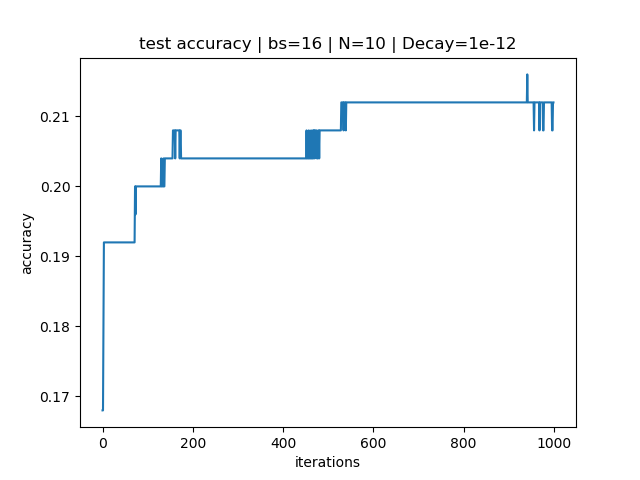 test accuracy | bs=16 | N=10 | Decay=1e-12
0.21
0.20
0.19
0.18
0.17
accuracy
0 200 400 600 800 1000
iterations